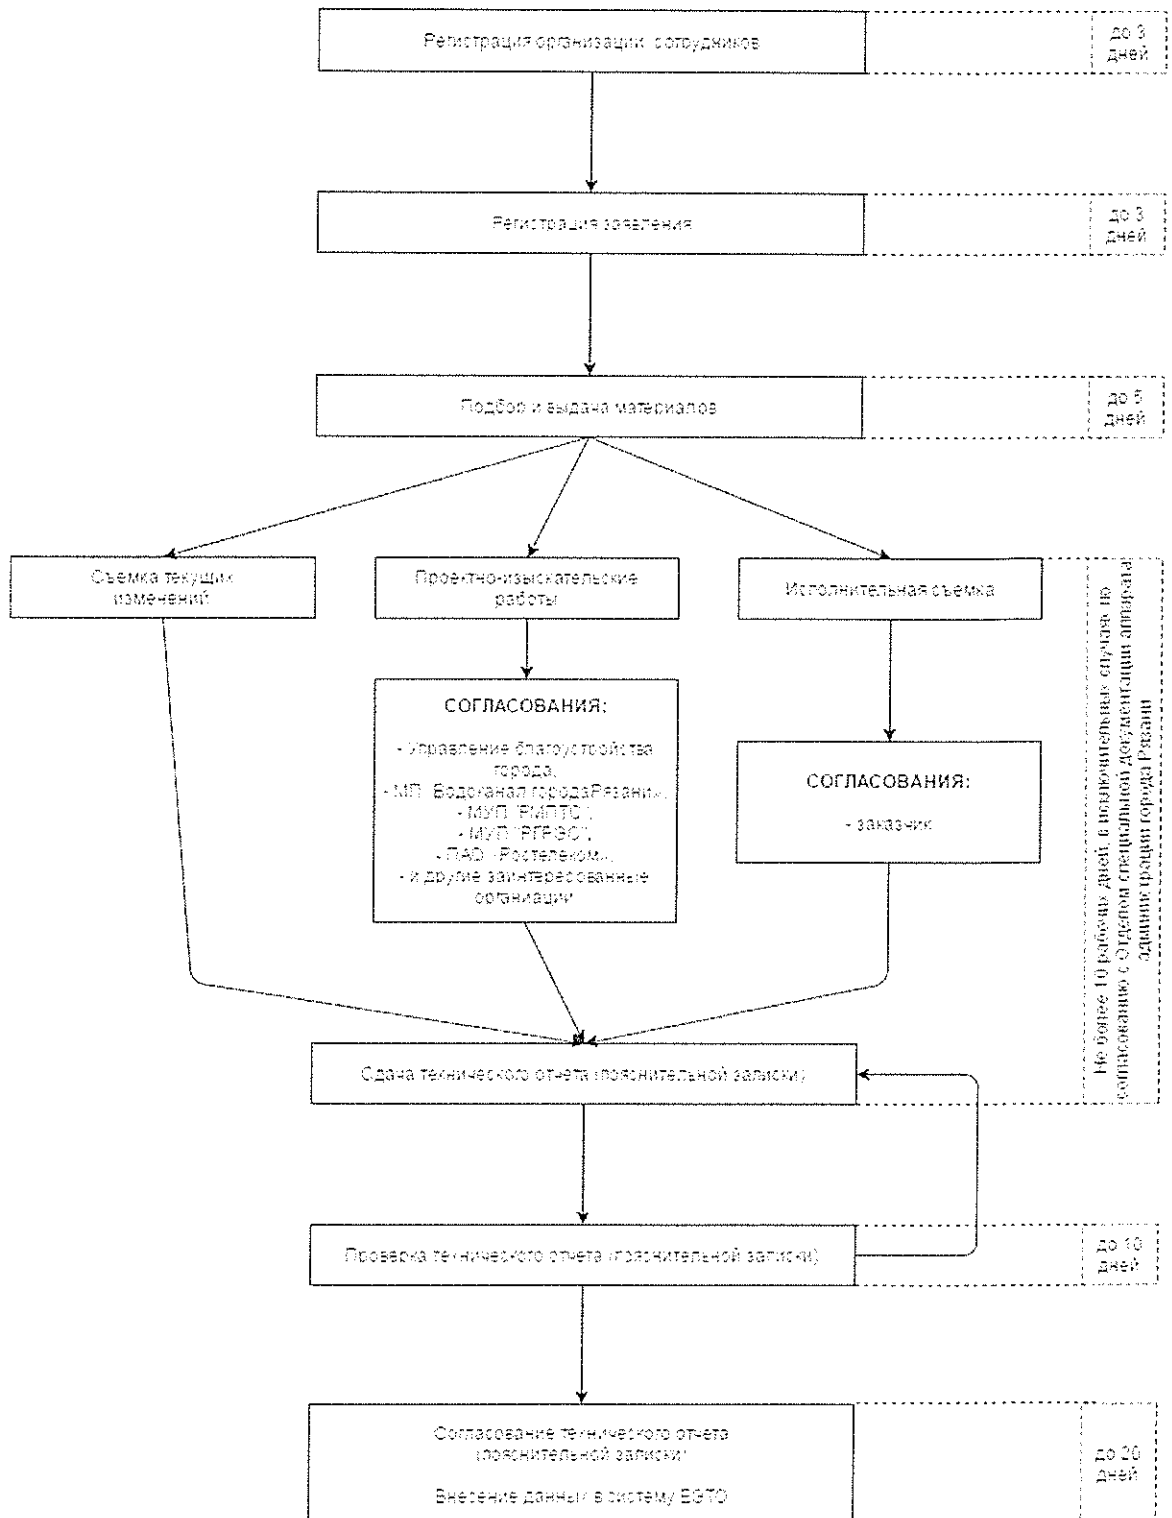 Регистрация организации, сотрудников
до 3
дней
Регистрация заявления
до 3
дней
Подбор и выдача материалов
до 5
дней
Съемка текущих
изменений
Проектно-изыскательские
работы
Исполнительная съемка
Не более 10 рабочих дней, в исключительных случаях по
согласованию с Отделом специальной документации аппарата
администрации города Рязани
СОГЛАСОВАНИЯ:
- Управление благоустройства
города,
- МП "Водоканал городаРязани",
- МУП "РМПТС",
- МУП "РГРЭС",
- ПАО "Ростелеком",
- и другие заинтересованные
органиации
СОГЛАСОВАНИЯ:
- заказчик
Сдача технического отчета (пояснительной записки)
Проверка технического отчета (пояснительной записки)
до 10
дней
Согласование технического отчета
(пояснительной записки)
Внесение данных в систему
до 20
дней